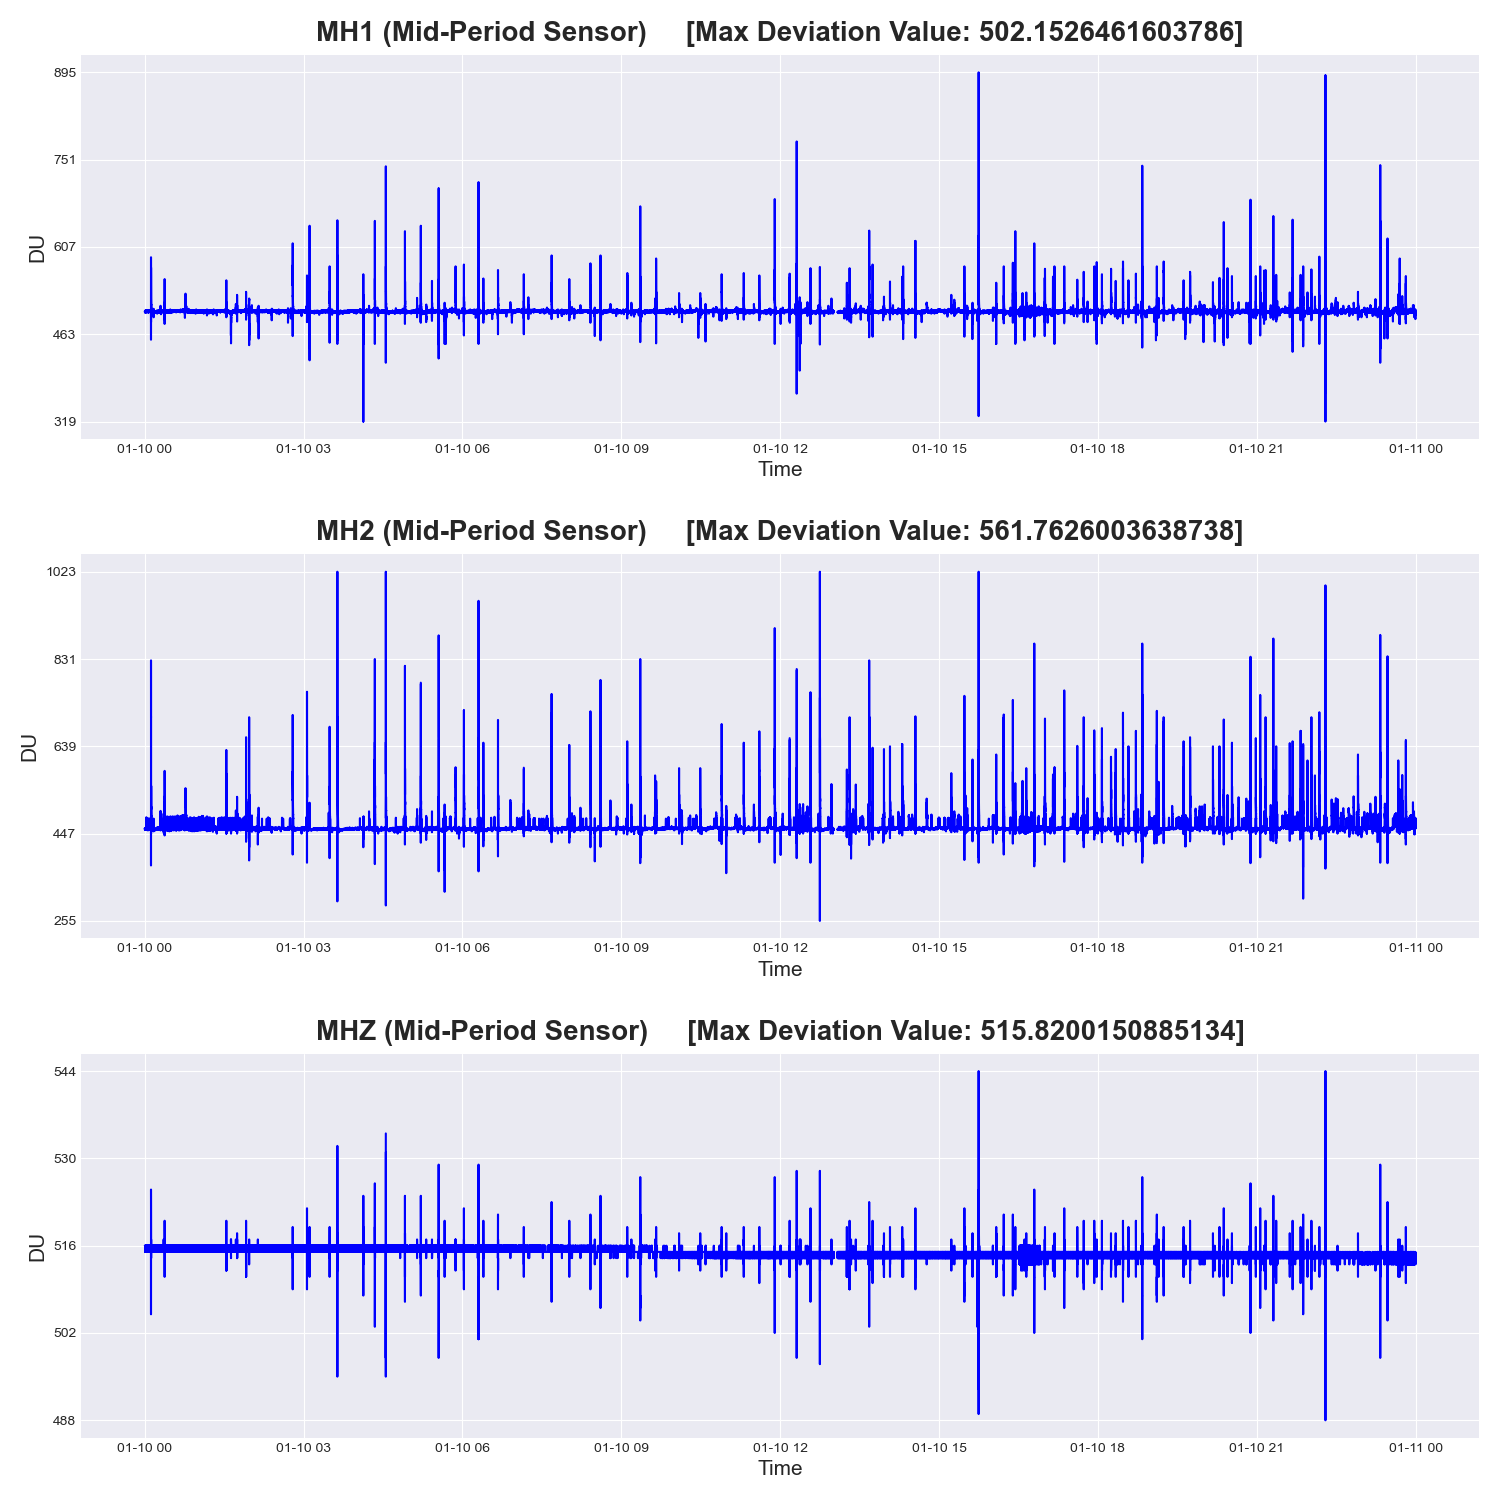 MH1 (Mid-Period Sensor)     [Max Deviation Value: 502.1526461603786]
895
751
607
463
319
DU
01-10 00 01-10 03 01-10 06 01-10 09 01-10 12 01-10 15 01-10 18 01-10 21 01-11 00
Time
MH2 (Mid-Period Sensor)     [Max Deviation Value: 561.7626003638738]
1023
831
639
447
255
DU
01-10 00 01-10 03 01-10 06 01-10 09 01-10 12 01-10 15 01-10 18 01-10 21 01-11 00
Time
MHZ (Mid-Period Sensor)     [Max Deviation Value: 515.8200150885134]
544
530
516
502
488
DU
01-10 00 01-10 03 01-10 06 01-10 09 01-10 12 01-10 15 01-10 18 01-10 21 01-11 00
Time